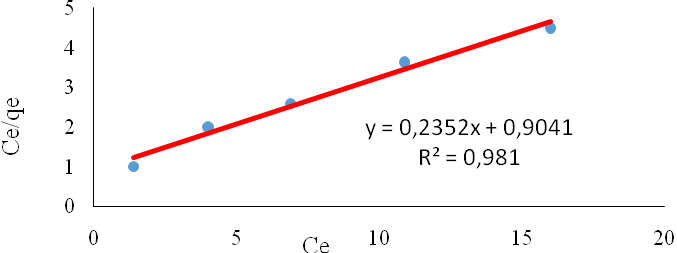 5
4
3
2
1
0
Ce/qe
y = 0,2352x + 0,9041
R² = 0,981
0 5 10 15 20
Ce